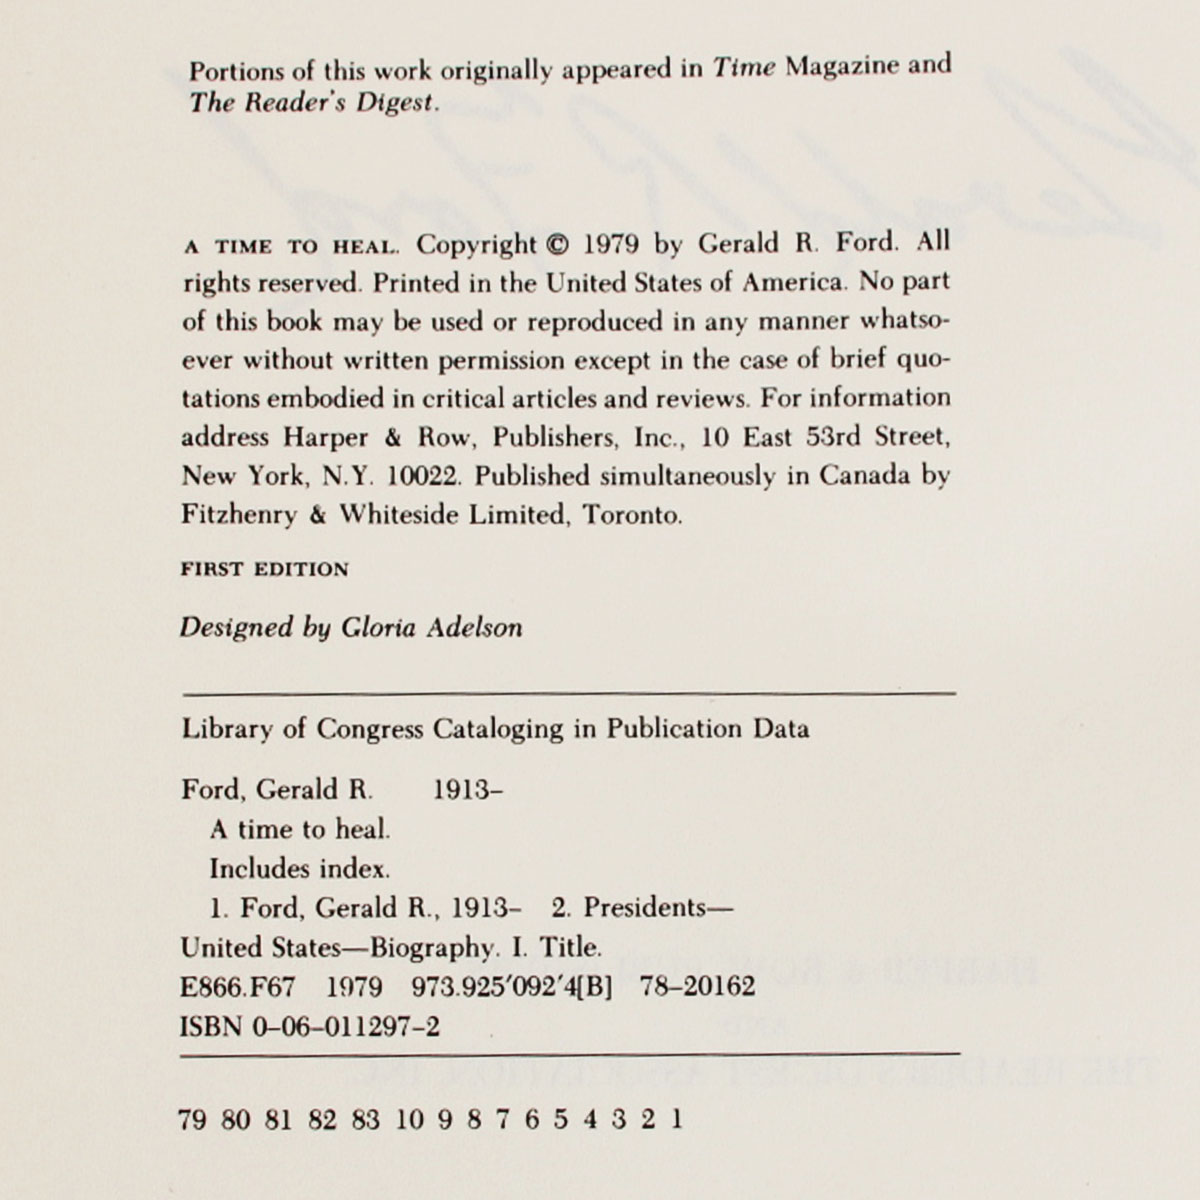 Portions of this work originally appeared in Time Magazine and
The Reader's Digest.
A TIME TO HEAL. Copyright © 1979 by Gerald R. Ford. All
rights reserved. Printed in the United States of America. No part
of this book may be used or reproduced in any manner whatso-
ever without written permission except in the case of brief quo-
tations embodied in critical articles and reviews. For information
address Harper & Row, Publishers, Inc., 10 East 53rd Street,
New York, N.Y. 10022. Published simultaneously in Canada by
Fitzhenry & Whiteside Limited, Toronto.
FIRST EDITION
Designed by Gloria Adelson
Library of Congress Cataloging in Publication Data
Ford, Gerald R. 1913–
A time to heal.
Includes index.
1. Ford, Gerald R., 1913– 2. Presidents—
United States—Biography. I. Title.
E866.F67 1979 973.925′092′4[B] 78–20162
ISBN 0–06–011297–2
79 80 81 82 83 10 9 8 7 6 5 4 3 2 1